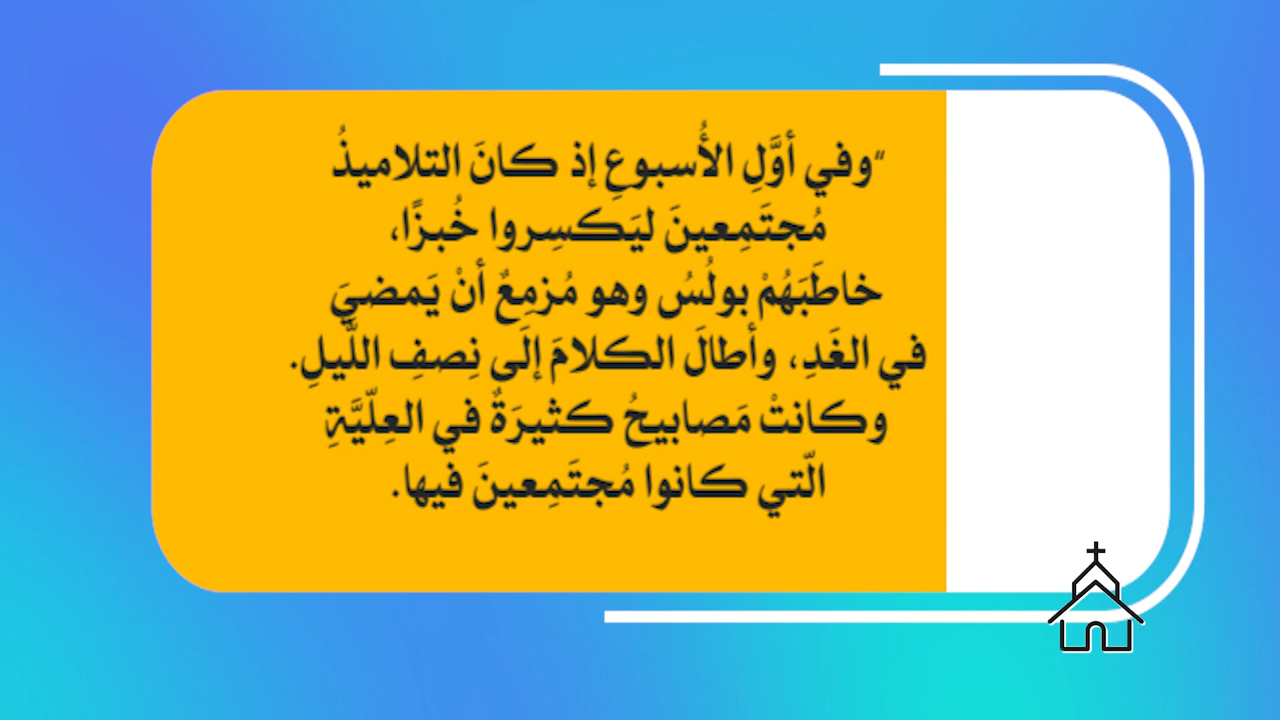 “وفي أوَّلِ الأُسبوعِ إذ كانَ التلاميذُ
مُجتَمِعينَ ليَكسِروا خُبزًا،
خاطَبَهُمْ بولُسُ وهو مُزمِعٌ أنْ يَمضيَ
في الغَدِ، وأطالَ الكلامَ إلَى نِصفِ اللَّيلِ.
وكانتْ مَصابيحُ كثيرَةٌ في العِلّيَّةِ
الّتي كانوا مُجتَمِعينَ فيها.